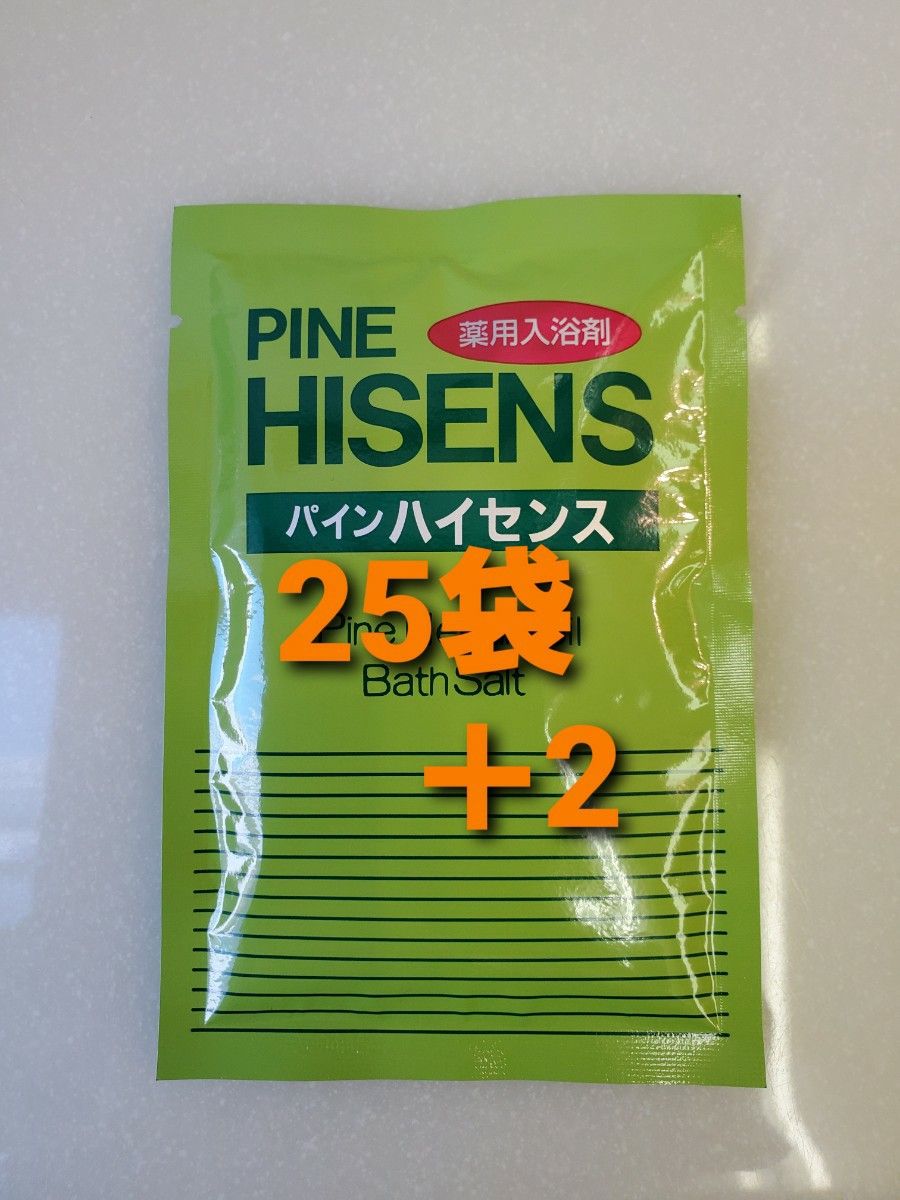 PINE
薬用入浴剤
HISENS
パインハイセンス
25袋
Pine
Bath Salt
+2